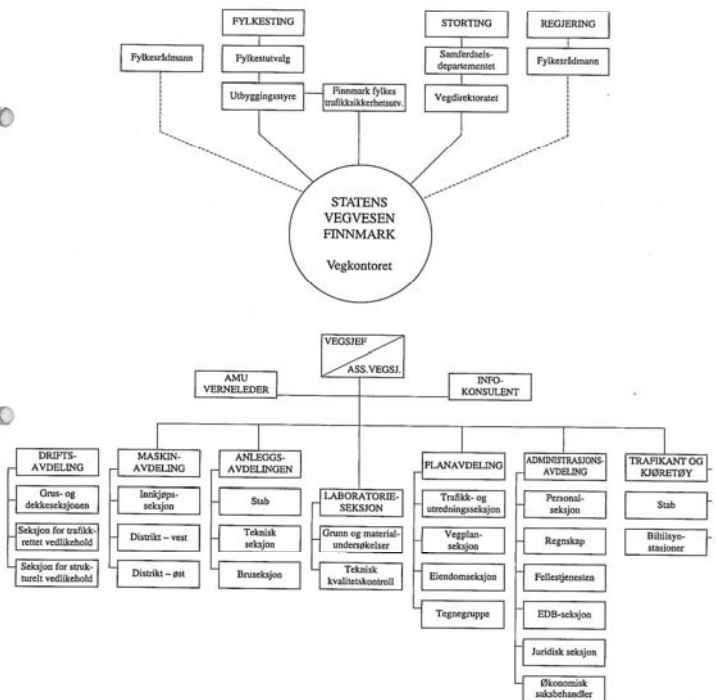 FYLKESTING
STORTING
REGJERING
Fylkesrådmann
Fylkestutvalg
Samferdsels-
departementet
Fylkesrådmann
Utbyggingsstyre
Finnmark fylkes
trafikksikkerhetsutv.
Vegdirektoratet
STATENS
VEGVESEN
FINNMARK
Vegkontoret
VEGSJEF
ASS.VEGSJ.
AMU
VERNELEDER
INFO-
KONSULENT
DRIFTS-
AVDELING
Grus- og
dekkeseksjonen
Seksjon for trafikk-
rettet vedlikehold
Seksjon for struk-
turelt vedlikehold
MASKIN-
AVDELING
Innkjøps-
seksjon
Distrikt – vest
Distrikt – øst
ANLEGGS-
AVDELINGEN
Stab
Teknisk
seksjon
Bruseksjon
LABORATORIE-
SEKSJON
Grunn og material-
undersøkelser
Teknisk
kvalitetskontroll
PLANAVDELING
Trafikk- og
utredningsseksjon
Vegplan-
seksjon
Eiendomseksjon
Tegnegruppe
ADMINISTRASJONS-
AVDELING
Personal-
seksjon
Regnskap
Fellestjenesten
EDB-seksjon
Juridisk seksjon
Økonomisk
saksbehandler
TRAFIKANT OG
KJØRETØY
Stab
Biltilsyn-
stasjoner